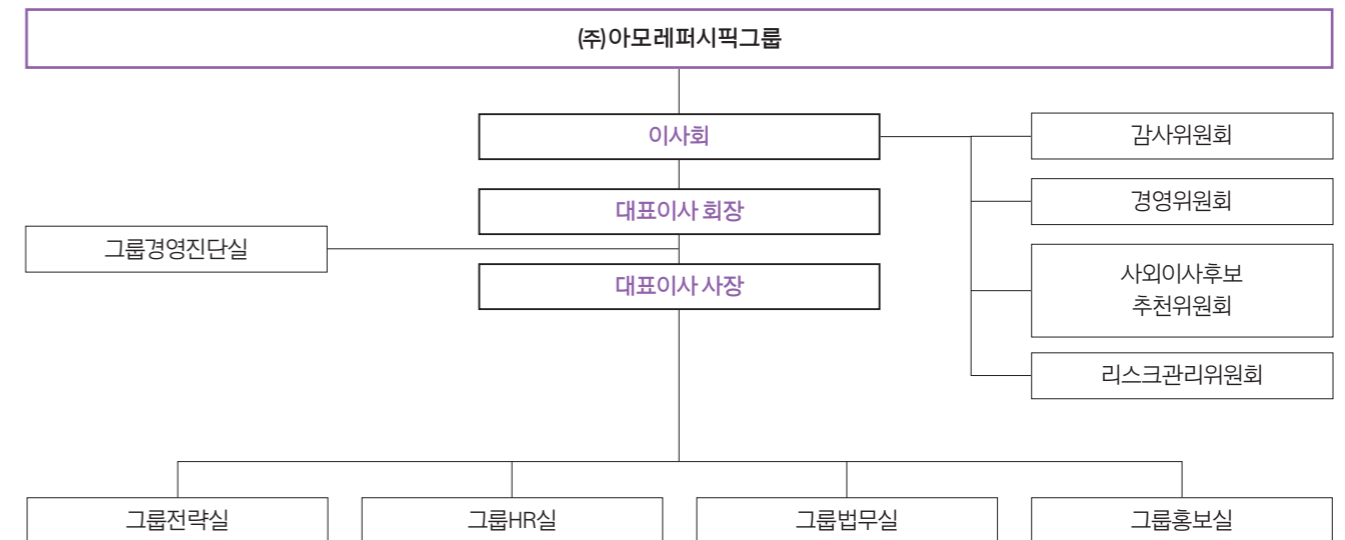 (주)아모레퍼시픽그룹
이사회
감사위원회
대표이사 회장
경영위원회
그룹경영진단실
대표이사 사장
사외이사후보
추천위원회
리스크관리위원회
그룹전략실
그룹HR실
그룹법무실
그룹홍보실